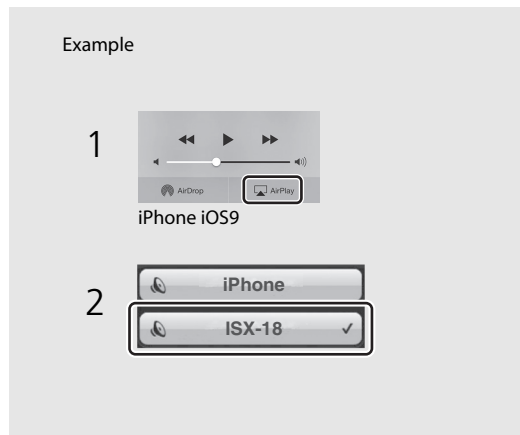 Example
1
AirDrop AirPlay
iPhone iOS9
2
iPhone
ISX-18